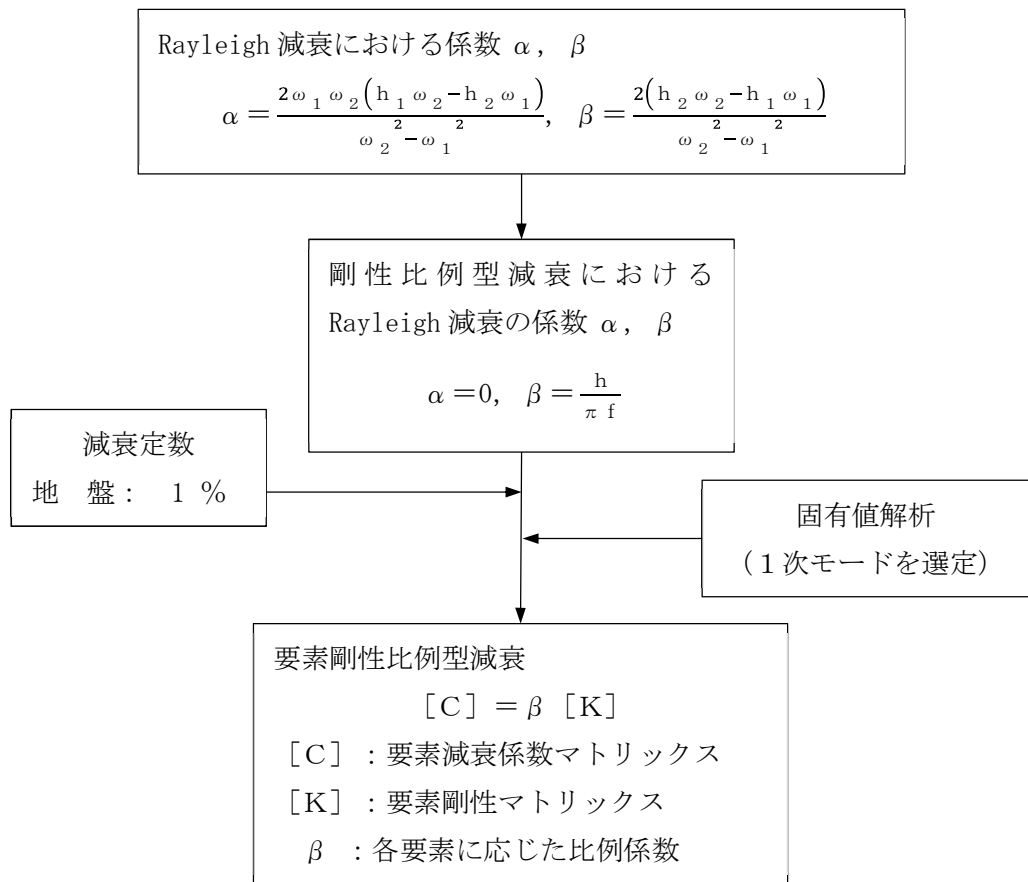 Rayleigh 減衰における係数 α, β
α＝2ω1ω2(h1ω2−h2ω1)/ω2²−ω1², β＝2(h2ω2−h1ω1)/ω2²−ω1²
剛性比例型減衰における
Rayleigh 減衰の係数 α, β
α＝0, β＝h/πf
減衰定数
地　盤： 1 %
固有値解析
（１次モードを選定）
要素剛性比例型減衰
［Ｃ］＝β［Ｋ］
［Ｃ］：要素減衰係数マトリックス
［Ｋ］：要素剛性マトリックス
β ：各要素に応じた比例係数